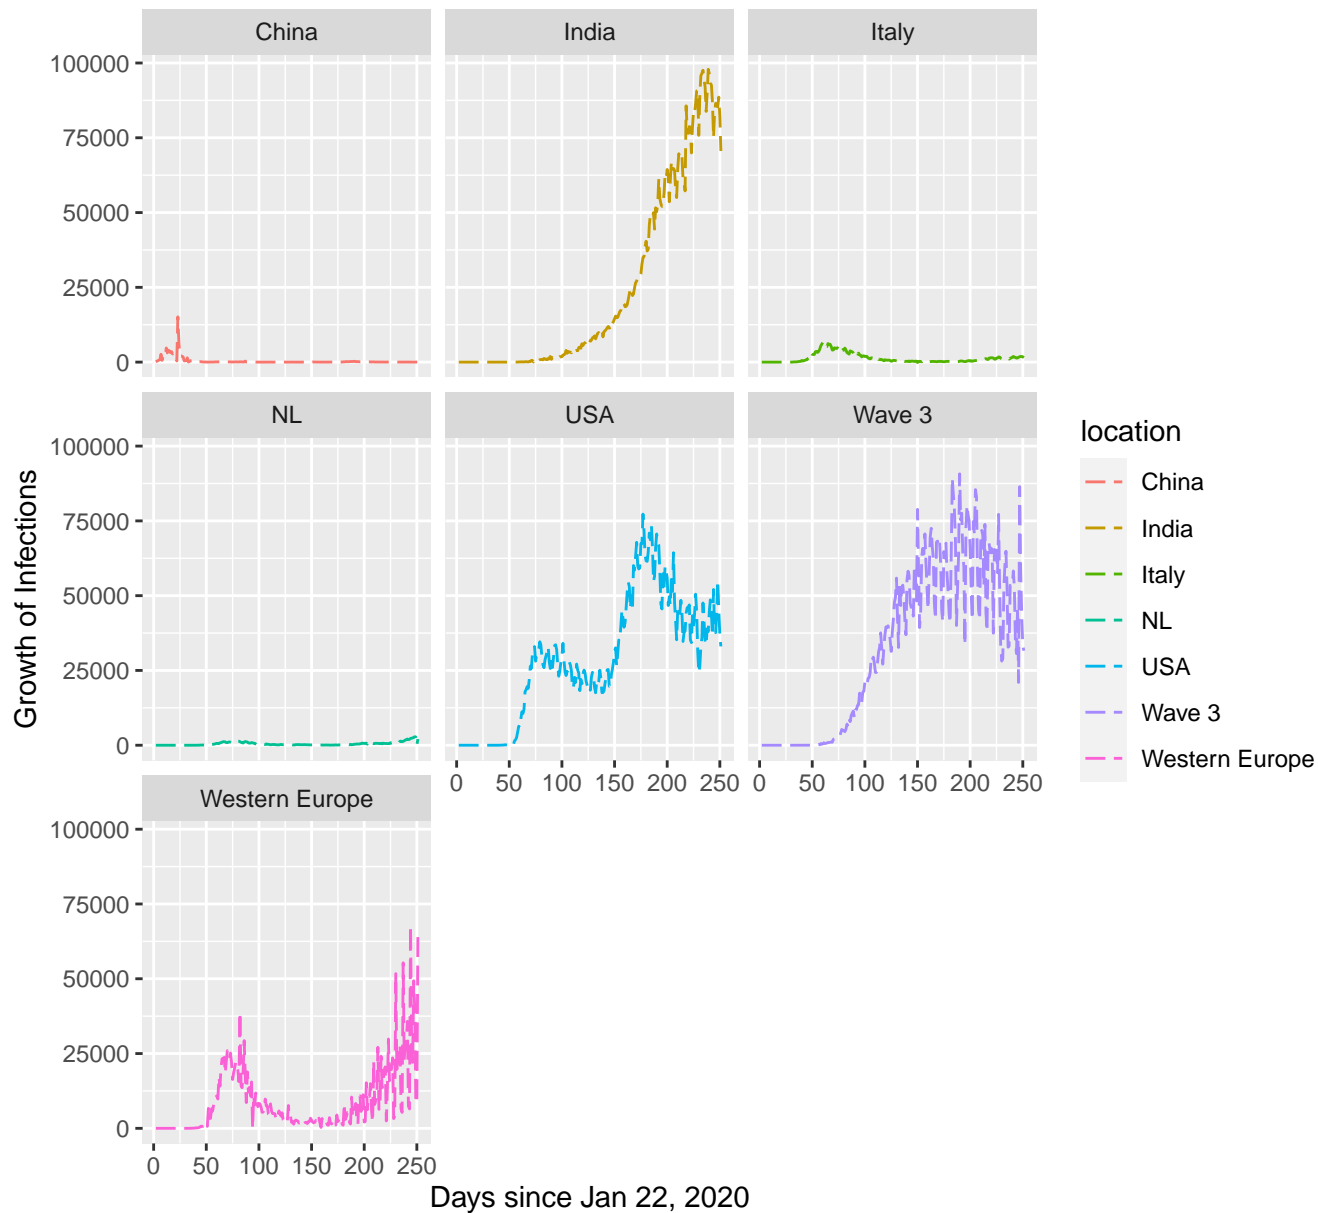 China India Italy
100000
75000
50000
25000
0
NL USA Wave 3
100000
75000
50000
25000
0
0 50 100 150 200 250 0 50 100 150 200 250
Western Europe
100000
75000
50000
25000
0
0 50 100 150 200 250
Growth of Infections
Days since Jan 22, 2020
location
China
India
Italy
NL
USA
Wave 3
Western Europe